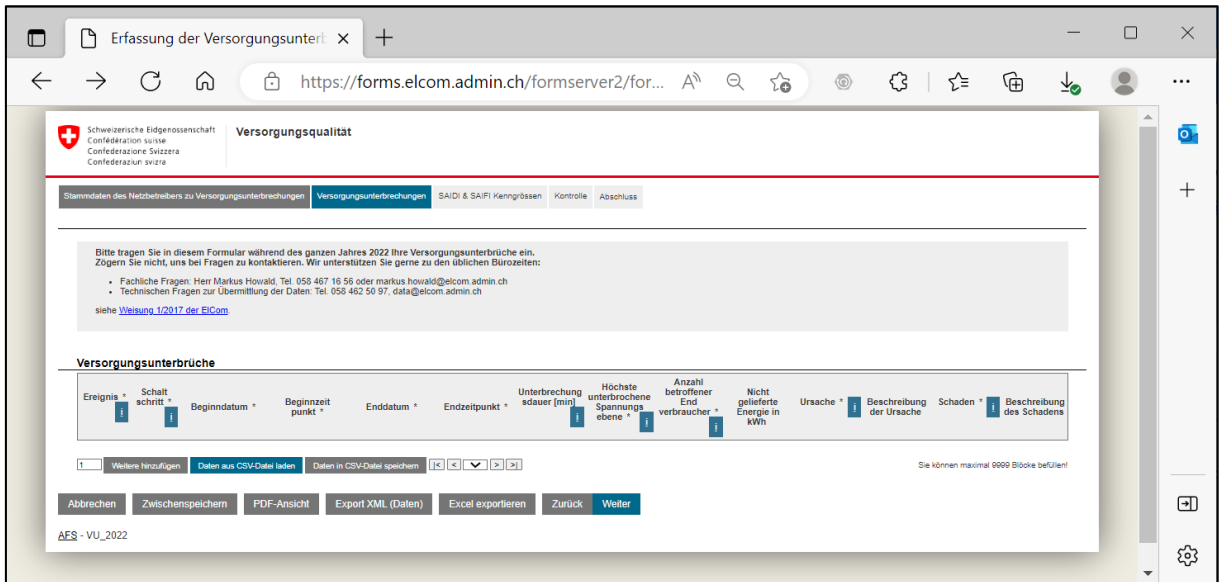 Erfassung der Versorgungsunter
https://forms.elcom.admin.ch/formserver2/for...
Schweizerische Eidgenossenschaft
Confédération suisse
Confederazione Svizzera
Confederaziun svizra
Versorgungsqualität
Stammdaten des Netzbetreibers zu Versorgungsunterbrechungen Versorgungsunterbrechungen SAIDI & SAIFI Kenngrössen Kontrolle Abschluss
Bitte tragen Sie in diesem Formular während des ganzen Jahres 2022 Ihre Versorgungsunterbrüche ein.
Zögern Sie nicht, uns bei Fragen zu kontaktieren. Wir unterstützen Sie gerne zu den üblichen Bürozeiten:
• Fachliche Fragen: Herr Markus Howald, Tel. 058 467 16 56 oder markus.howald@elcom.admin.ch
• Technischen Fragen zur Übermittlung der Daten: Tel. 058 462 50 97, data@elcom.admin.ch
siehe Weisung 1/2017 der ElCom.
Versorgungsunterbrüche
Ereignis * i
Schalt
schritt * i
Beginndatum *
Beginnzeit
punkt *
Enddatum *
Endzeitpunkt *
Unterbrechung
sdauer [min] i
Höchste
unterbrochene
Spannungs
ebene * i
Anzahl
betroffener
End
verbraucher * i
Nicht
gelieferte
Energie in
kWh
Ursache * i
Beschreibung
der Ursache
Schaden * i
Beschreibung
des Schadens
1 Weitere hinzufügen Daten aus CSV-Datei laden Daten in CSV-Datei speichern |< < > >| Sie können maximal 9999 Blöcke befüllen!
Abbrechen Zwischenspeichern PDF-Ansicht Export XML (Daten) Excel exportieren Zurück Weiter
AFS - VU_2022